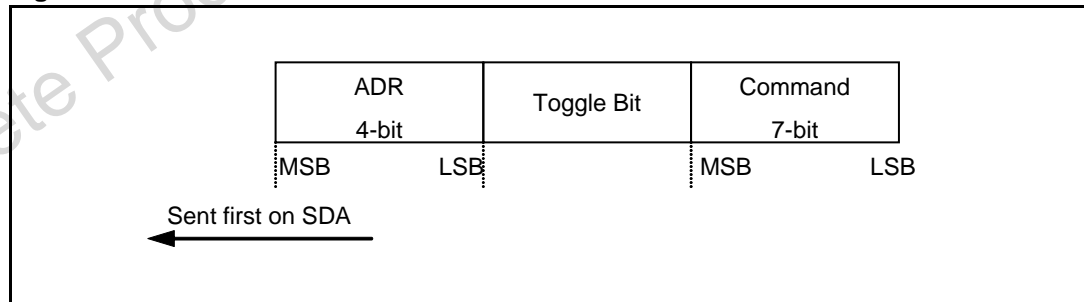 ADR Toggle Bit Command
4-bit 7-bit
MSB LSB MSB LSB
Sent first on SDA